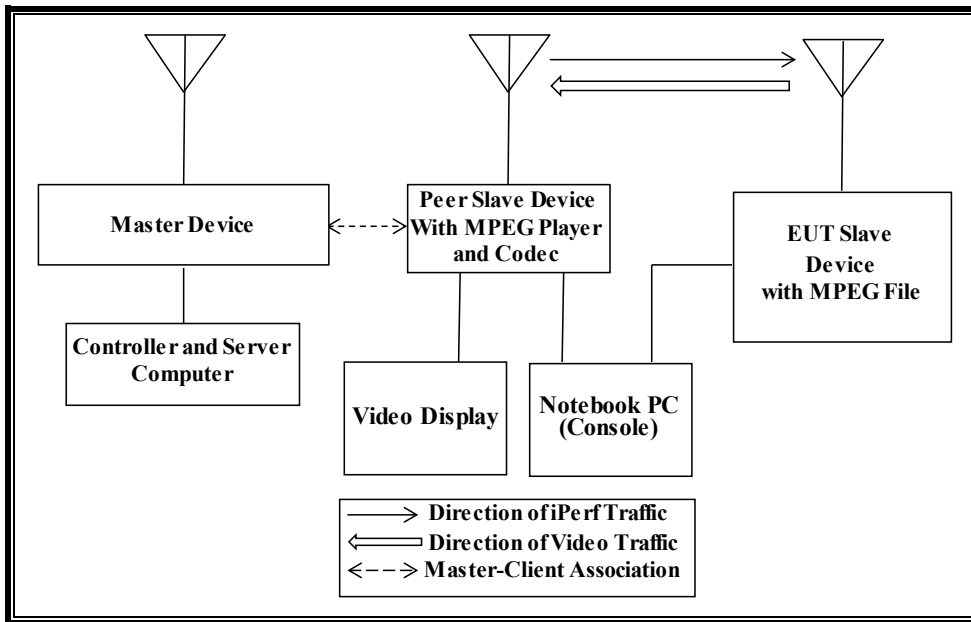 Master Device
Peer Slave Device
With MPEG Player
and Codec
EUT Slave
Device
with MPEG File
Controller and Server
Computer
Video Display
Notebook PC
(Console)
Direction of iPerf Traffic
Direction of Video Traffic
Master-Client Association